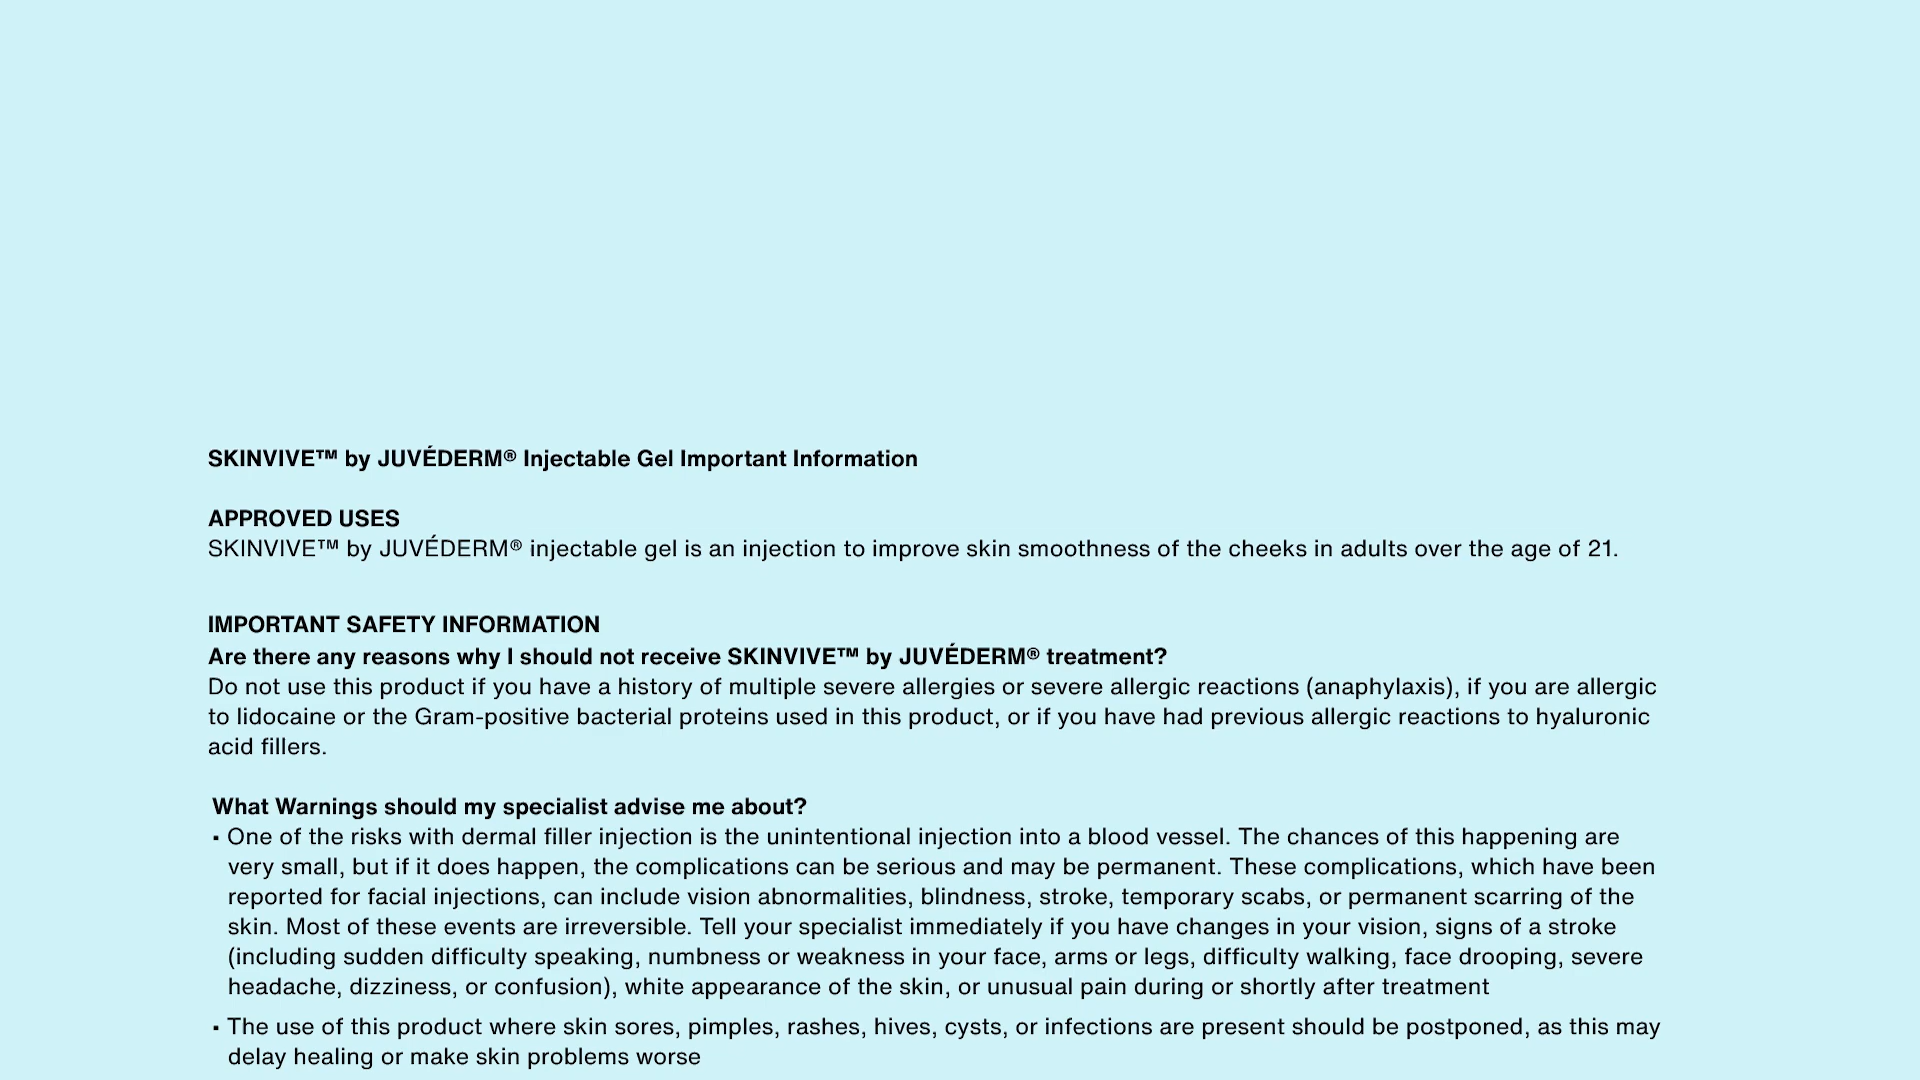 SKINVIVE™ by JUVÉDERM® Injectable Gel Important Information
APPROVED USES
SKINVIVE™ by JUVÉDERM® injectable gel is an injection to improve skin smoothness of the cheeks in adults over the age of 21.
IMPORTANT SAFETY INFORMATION
Are there any reasons why I should not receive SKINVIVE™ by JUVÉDERM® treatment?
Do not use this product if you have a history of multiple severe allergies or severe allergic reactions (anaphylaxis), if you are allergic
to lidocaine or the Gram-positive bacterial proteins used in this product, or if you have had previous allergic reactions to hyaluronic
acid fillers.
What Warnings should my specialist advise me about?
▪ One of the risks with dermal filler injection is the unintentional injection into a blood vessel. The chances of this happening are
very small, but if it does happen, the complications can be serious and may be permanent. These complications, which have been
reported for facial injections, can include vision abnormalities, blindness, stroke, temporary scabs, or permanent scarring of the
skin. Most of these events are irreversible. Tell your specialist immediately if you have changes in your vision, signs of a stroke
(including sudden difficulty speaking, numbness or weakness in your face, arms or legs, difficulty walking, face drooping, severe
headache, dizziness, or confusion), white appearance of the skin, or unusual pain during or shortly after treatment
▪ The use of this product where skin sores, pimples, rashes, hives, cysts, or infections are present should be postponed, as this may
delay healing or make skin problems worse